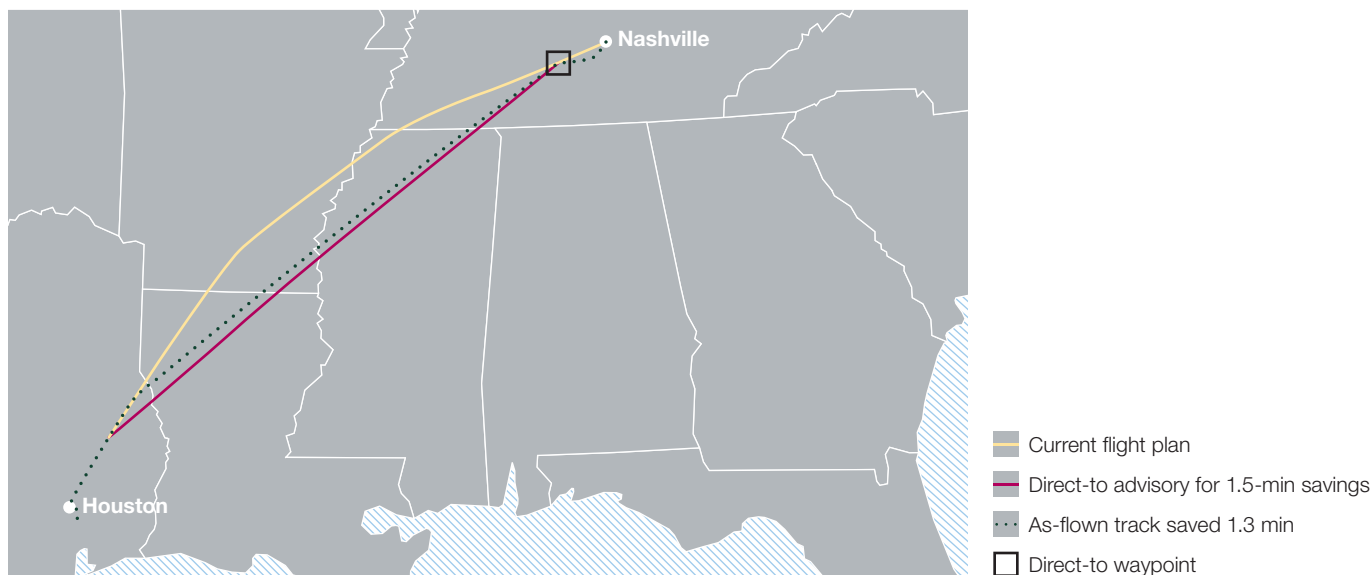 Nashville
Houston
Current flight plan
Direct-to advisory for 1.5-min savings
As-flown track saved 1.3 min
Direct-to waypoint